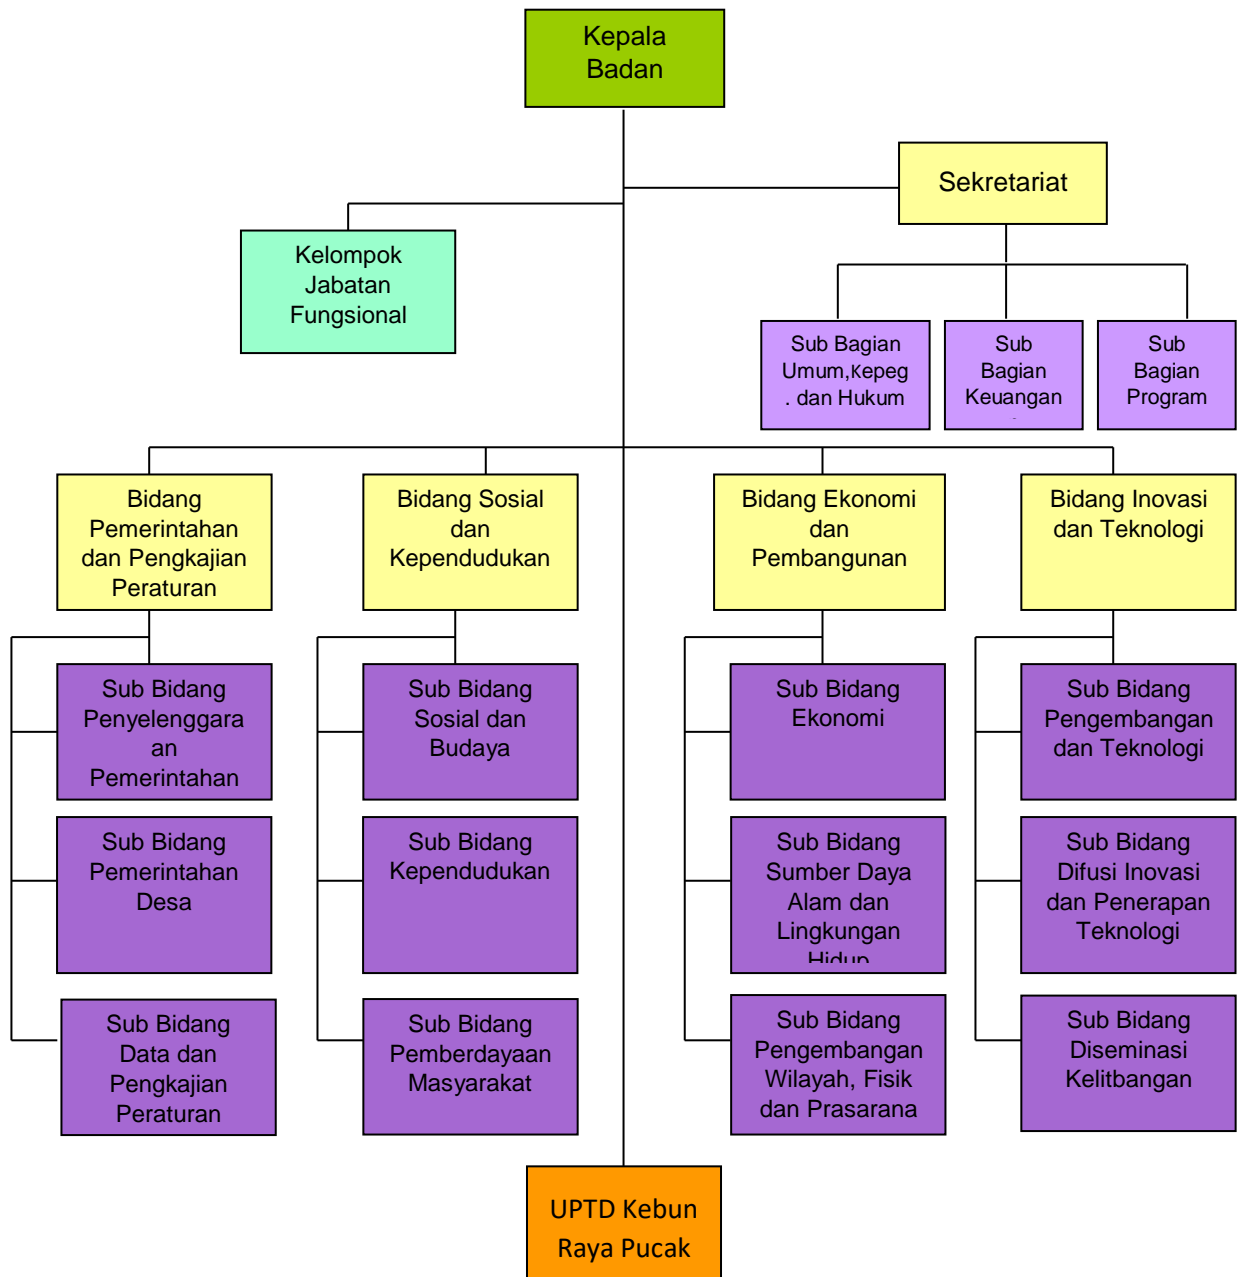 Kepala
Badan
Sekretariat
Kelompok
Jabatan
Fungsional
Sub Bagian
Umum,Kepeg
. dan Hukum
Sub
Bagian
Keuangan
Sub
Bagian
Program
Bidang
Pemerintahan
dan Pengkajian
Peraturan
Bidang Sosial
dan
Kependudukan
Bidang Ekonomi
dan
Pembangunan
Bidang Inovasi
dan Teknologi
Sub Bidang
Penyelenggara
an
Pemerintahan
Sub Bidang
Sosial dan
Budaya
Sub Bidang
Ekonomi
Sub Bidang
Pengembangan
dan Teknologi
Sub Bidang
Pemerintahan
Desa
Sub Bidang
Kependudukan
Sub Bidang
Sumber Daya
Alam dan
Lingkungan
Hidup
Sub Bidang
Difusi Inovasi
dan Penerapan
Teknologi
Sub Bidang
Data dan
Pengkajian
Peraturan
Sub Bidang
Pemberdayaan
Masyarakat
Sub Bidang
Pengembangan
Wilayah, Fisik
dan Prasarana
Sub Bidang
Diseminasi
Kelitbangan
UPTD Kebun
Raya Pucak